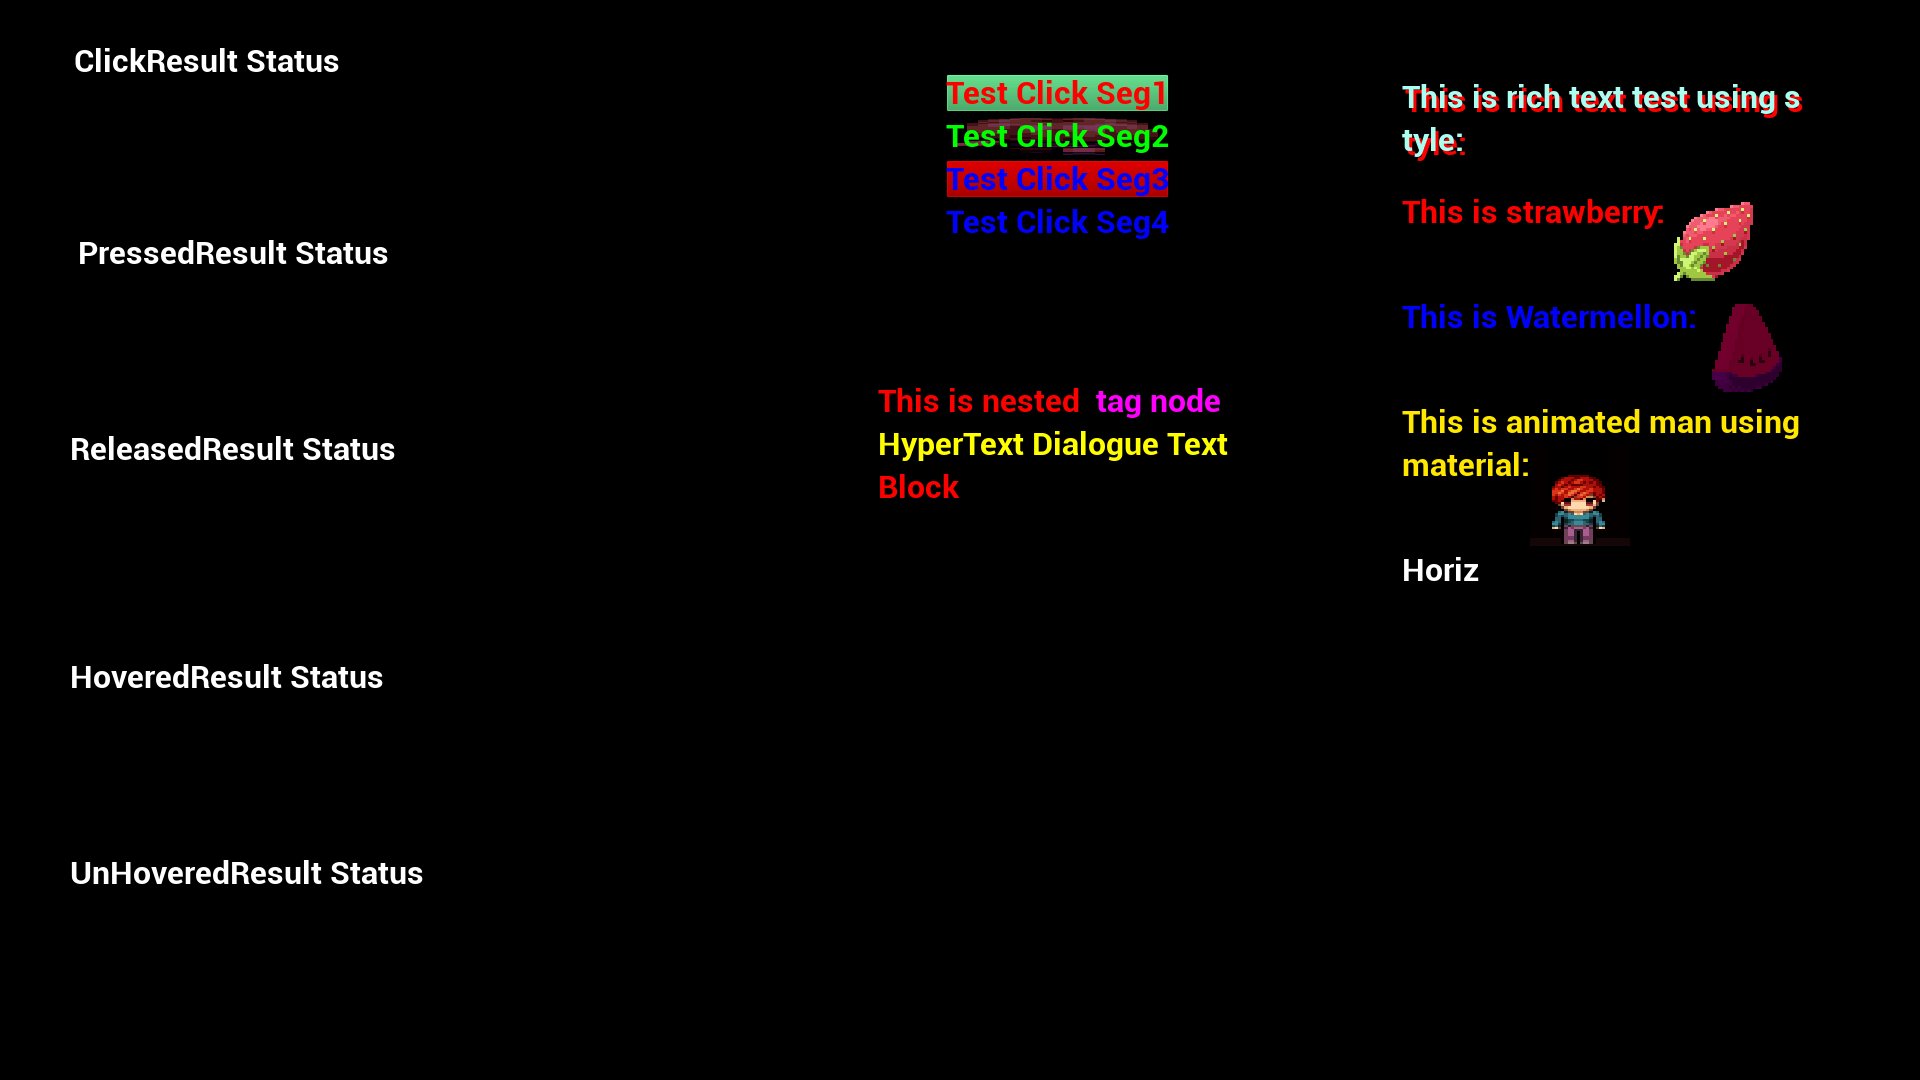 ClickResult Status
PressedResult Status
ReleasedResult Status
HoveredResult Status
UnHoveredResult Status
Test Click Seg1
Test Click Seg2
Test Click Seg3
Test Click Seg4
This is nested tag node
HyperText Dialogue Text
Block
This is rich text test using s
tyle:
This is strawberry:
This is Watermellon:
This is animated man using
material:
Horiz